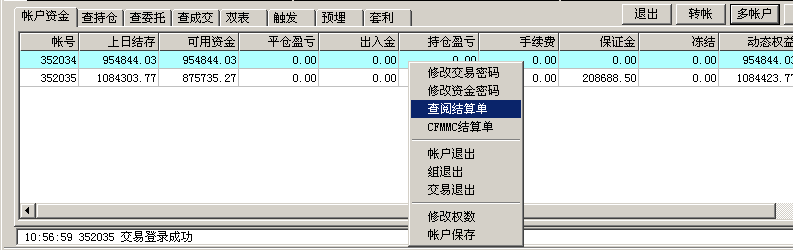 帐户资金 查持仓 查委托 查成交 双表 触发 预埋 套利 退出 转帐 多帐户
帐号 上日结存 可用资金 平仓盈亏 出入金 持仓盈亏 手续费 保证金 冻结 动态权益
352034 954844.03 954844.03 0.00 0.00 0.00 0.00 0.00 954844.03
352035 1084303.77 875735.27 0.00 0.00 0.00 208688.50 0.00 1084423.77
修改交易密码
修改资金密码
查阅结算单
CFMMC结算单
帐户退出
组退出
交易退出
修改权数
帐户保存
10:56:59 352035 交易登录成功